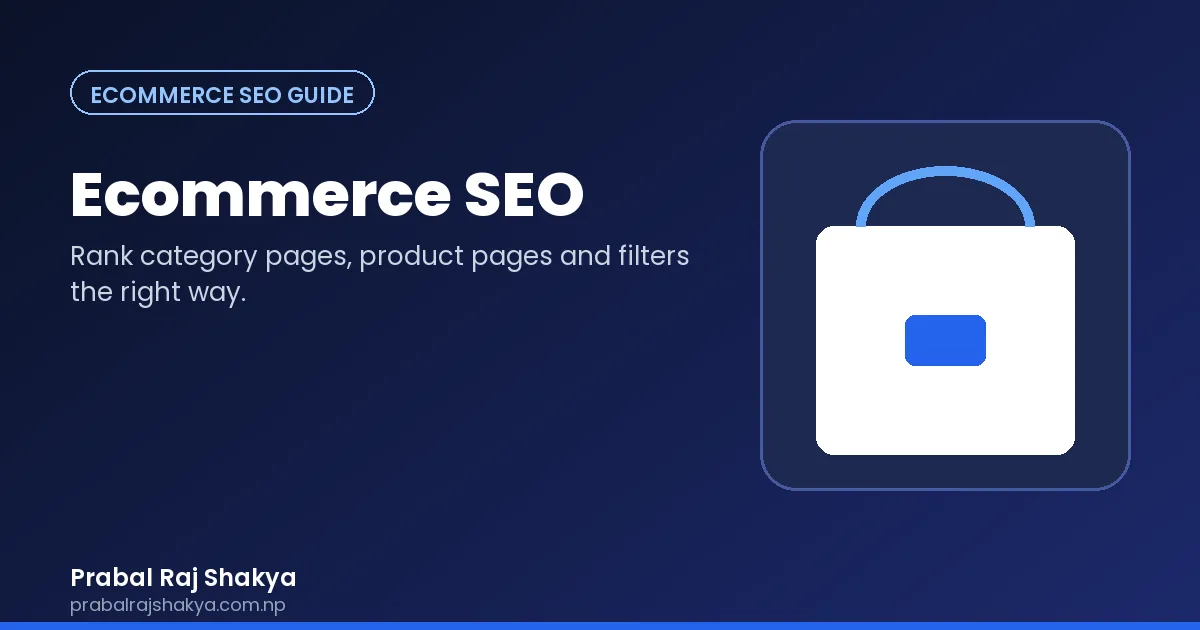 ECOMMERCE SEO GUIDE
Ecommerce SEO
Rank category pages, product pages and filters
the right way.
Prabal Raj Shakya
prabalrajshakya.com.np